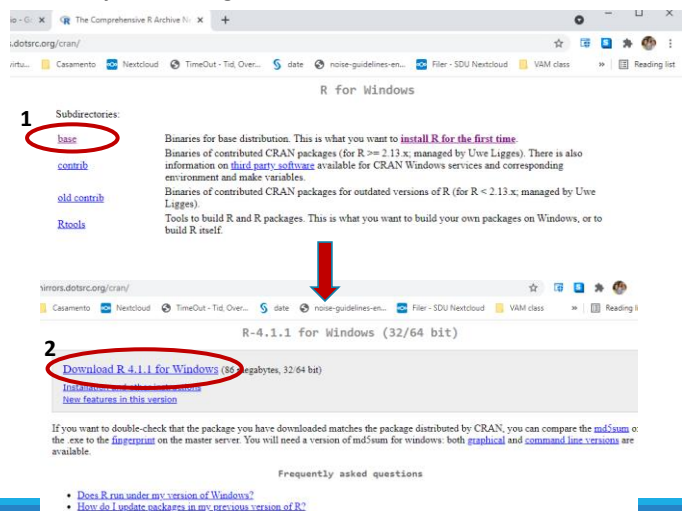 The Comprehensive R Archive N
s.dotsrc.org/cran/
Casamento Nextcloud TimeOut - Tid, Over... date noise-guidelines-en... Filer - SDU Nextcloud VAM class » Reading list
R for Windows
1
Subdirectories:
base Binaries for base distribution. This is what you want to install R for the first time.
contrib Binaries of contributed CRAN packages (for R >= 2.13.x; managed by Uwe Ligges). There is also
information on third party software available for CRAN Windows services and corresponding
environment and make variables.
old contrib Binaries of contributed CRAN packages for outdated versions of R (for R < 2.13.x; managed by Uwe
Ligges).
Rtools Tools to build R and R packages. This is what you want to build your own packages on Windows, or to
build R itself.
irrors.dotsrc.org/cran/
Casamento Nextcloud TimeOut - Tid, Over... date noise-guidelines-en... Filer - SDU Nextcloud VAM class » Reading li
R-4.1.1 for Windows (32/64 bit)
2
Download R 4.1.1 for Windows (86 megabytes, 32/64 bit)
Installation and other instructions
New features in this version
If you want to double-check that the package you have downloaded matches the package distributed by CRAN, you can compare the md5sum o
the .exe to the fingerprint on the master server. You will need a version of md5sum for windows: both graphical and command line versions are
available.
Frequently asked questions
• Does R run under my version of Windows?
• How do I update packages in my previous version of R?